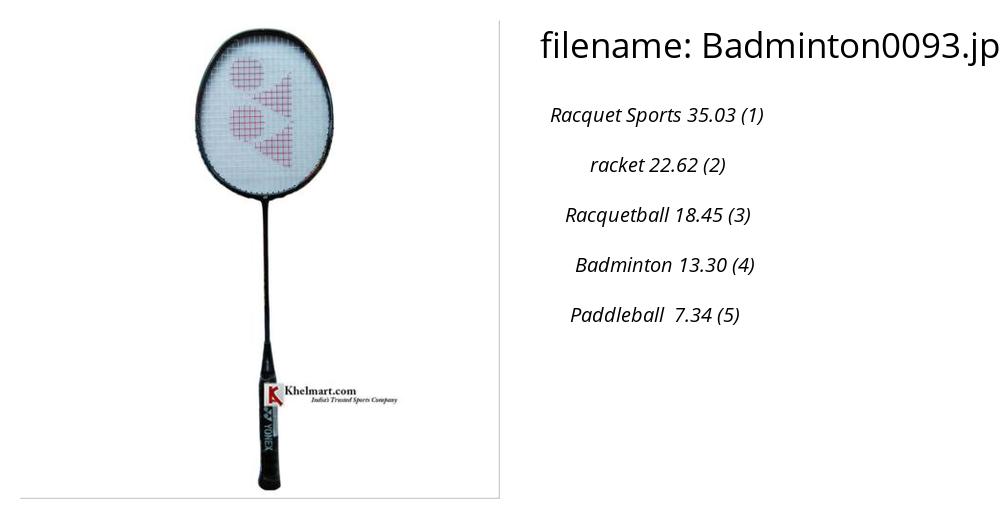 filename: Badminton0093.jp
Racquet Sports 35.03 (1)
racket 22.62 (2)
Racquetball 18.45 (3)
Badminton 13.30 (4)
Paddleball 7.34 (5)
Khelmart.com
India's Trusted Sports Company
YONEX